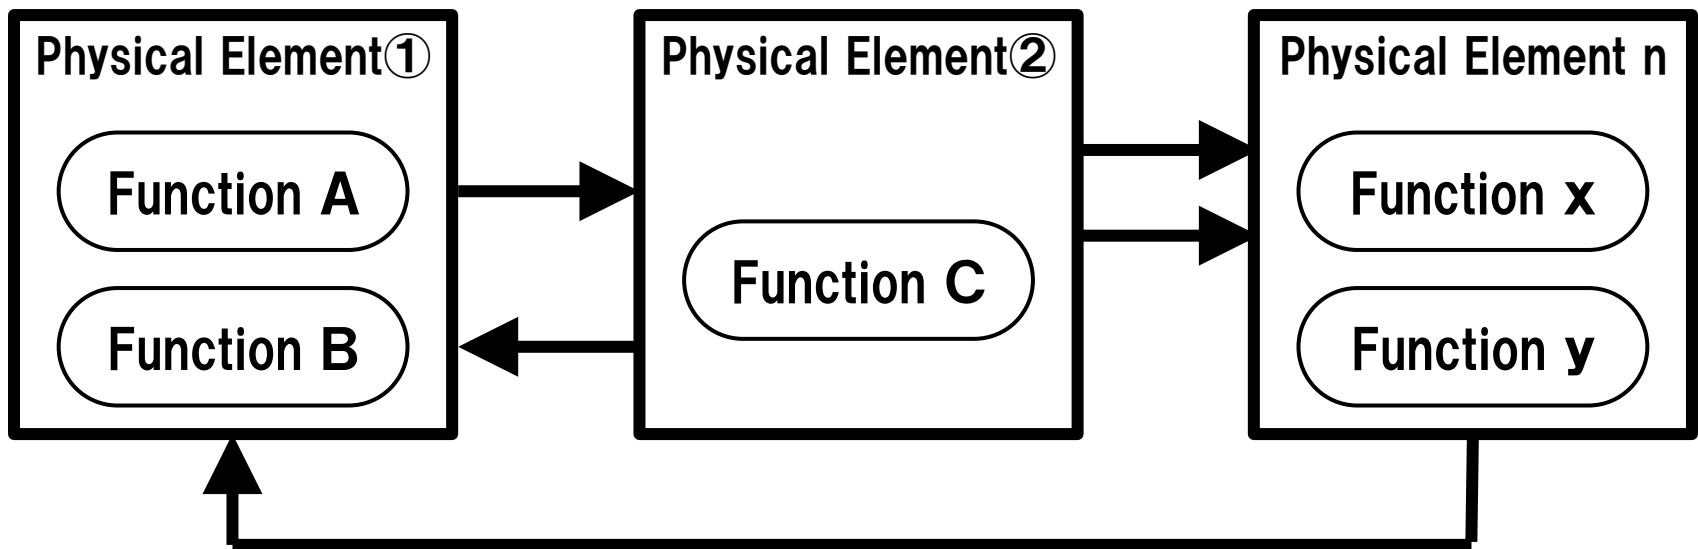 Physical Element①
Function A
Function B
Physical Element②
Function C
Physical Element n
Function x
Function y